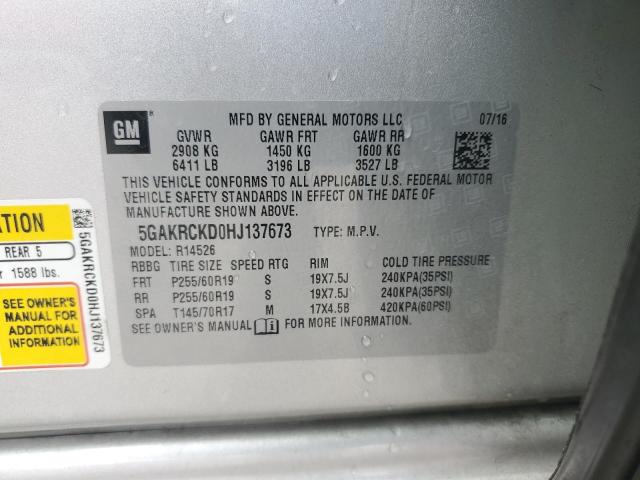 GM
MFD BY GENERAL MOTORS LLC 07/16
GVWR GAWR FRT GAWR RR
2908 KG 1450 KG 1600 KG
6411 LB 3196 LB 3527 LB
THIS VEHICLE CONFORMS TO ALL APPLICABLE U.S. FEDERAL MOTOR
VEHICLE SAFETY STANDARDS IN EFFECT ON THE DATE OF
MANUFACTURE SHOWN ABOVE.
5GAKRCKD0HJ137673 TYPE: M.P.V.
MODEL: R14526
RBBG TIRE SIZE SPEED RTG RIM COLD TIRE PRESSURE
FRT P255/60R19 S 19X7.5J 240KPA(35PSI)
RR P255/60R19 S 19X7.5J 240KPA(35PSI)
SPA T145/70R17 M 17X4.5B 420KPA(60PSI)
SEE OWNER'S MANUAL FOR MORE INFORMATION.
REAR 5
1588 lbs.
SEE OWNER'S
MANUAL FOR
ADDITIONAL
INFORMATION
5GAKRCKD0HJ137673